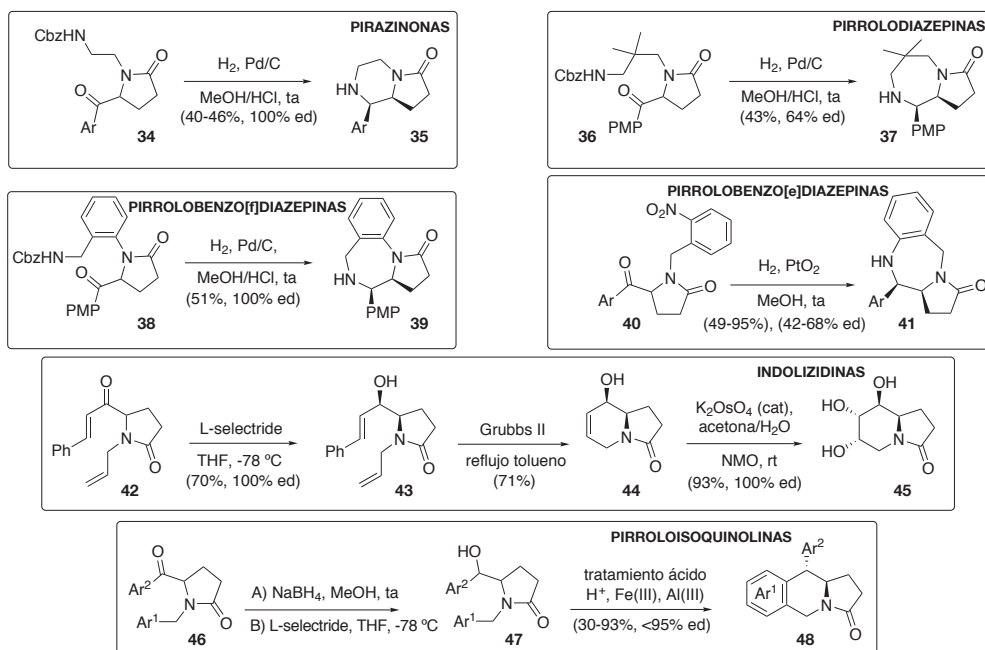 PIRAZINONAS
CbzHN
N
O
O
Ar
34
H2, Pd/C
MeOH/HCl, ta
(40-46%, 100% ed)
N
O
HN
Ar
35
PIRROLODIAZEPINAS
CbzHN
N
O
O
PMP
36
H2, Pd/C
MeOH/HCl, ta
(43%, 64% ed)
N
O
HN
PMP
37
PIRROLOBENZO[f]DIAZEPINAS
CbzHN
N
O
O
PMP
38
H2, Pd/C,
MeOH/HCl, ta
(51%, 100% ed)
N
O
HN
PMP
39
PIRROLOBENZO[e]DIAZEPINAS
O2N
O
N
Ar
O
40
H2, PtO2
MeOH, ta
(49-95%), (42-68% ed)
HN
N
Ar
O
41
INDOLIZIDINAS
O
Ph
N
O
42
L-selectride
THF, -78 ºC
(70%, 100% ed)
OH
Ph
N
O
43
Grubbs II
reflujo tolueno
(71%)
OH
N
O
44
K2OsO4 (cat),
acetona/H2O
NMO, rt
(93%, 100% ed)
OH
HO
HO
N
O
45
PIRROLOISOQUINOLINAS
O
Ar2
N
Ar1
O
46
A) NaBH4, MeOH, ta
B) L-selectride, THF, -78 ºC
HO
Ar2
N
Ar1
O
47
tratamiento ácido
H+, Fe(III), Al(III)
(30-93%, <95% ed)
Ar2
Ar1
N
O
48